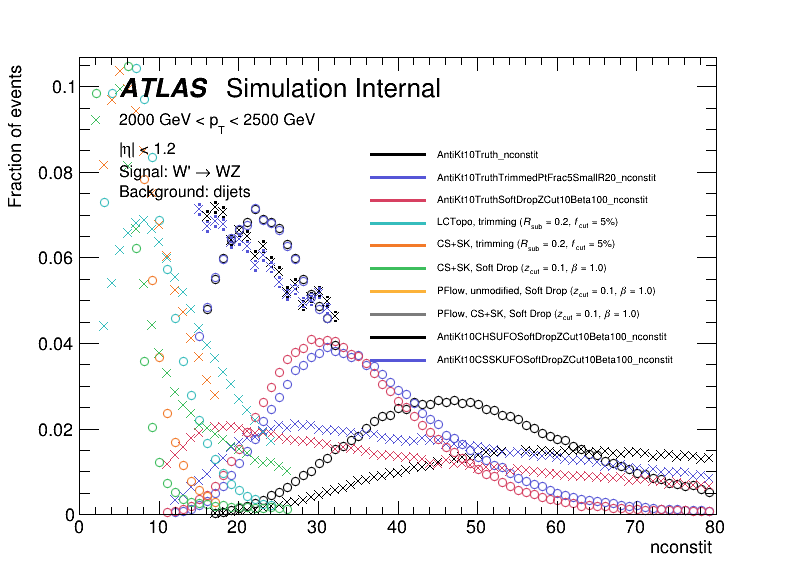 ATLAS Simulation Internal
2000 GeV < p_T < 2500 GeV
|η| < 1.2
Signal: W' → WZ
Background: dijets
AntiKt10Truth_nconstit
AntiKt10TruthTrimmedPtFrac5SmallR20_nconstit
AntiKt10TruthSoftDropZCut10Beta100_nconstit
LCTopo, trimming (R_sub = 0.2, f_cut = 5%)
CS+SK, trimming (R_sub = 0.2, f_cut = 5%)
CS+SK, Soft Drop (z_cut = 0.1, β = 1.0)
PFlow, unmodified, Soft Drop (z_cut = 0.1, β = 1.0)
PFlow, CS+SK, Soft Drop (z_cut = 0.1, β = 1.0)
AntiKt10CHSUFOSoftDropZCut10Beta100_nconstit
AntiKt10CSSKUFOSoftDropZCut10Beta100_nconstit
Fraction of events
0.1
0.08
0.06
0.04
0.02
0
0 10 20 30 40 50 60 70 80
nconstit